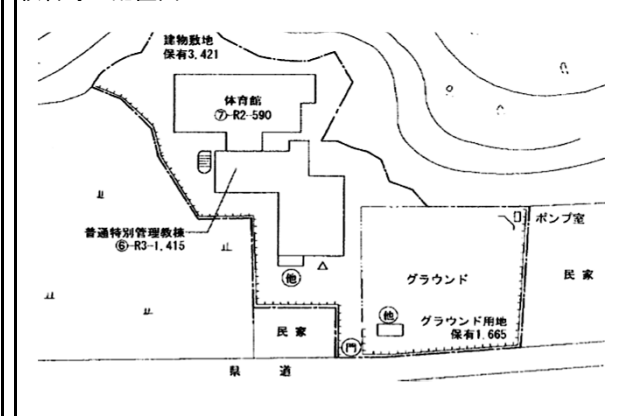 建物敷地
保有3,421
体育館
⑦-R2-590
普通特別管理教棟
⑥-R3-1,415
ポンプ室
民家
グラウンド
他
他
グラウンド用地
保有1,665
民家
門
県道